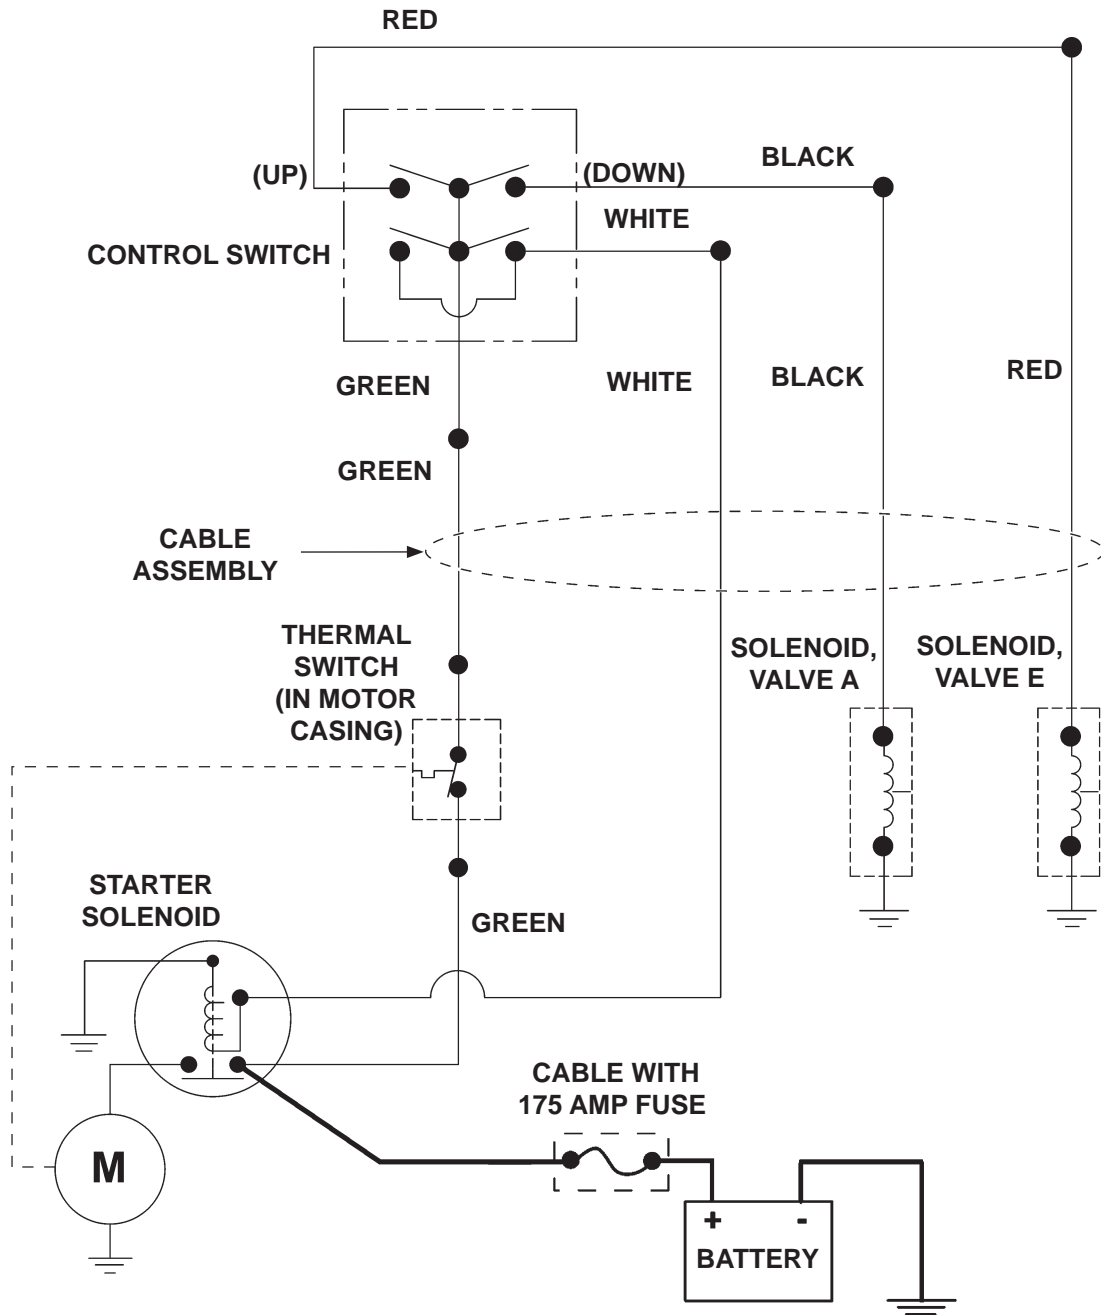 RED
(UP)
(DOWN)
BLACK
WHITE
CONTROL SWITCH
GREEN
WHITE
BLACK
RED
GREEN
CABLE
ASSEMBLY
THERMAL
SWITCH
(IN MOTOR
CASING)
SOLENOID,
VALVE A
SOLENOID,
VALVE E
STARTER
SOLENOID
GREEN
CABLE WITH
175 AMP FUSE
M
+
-
BATTERY